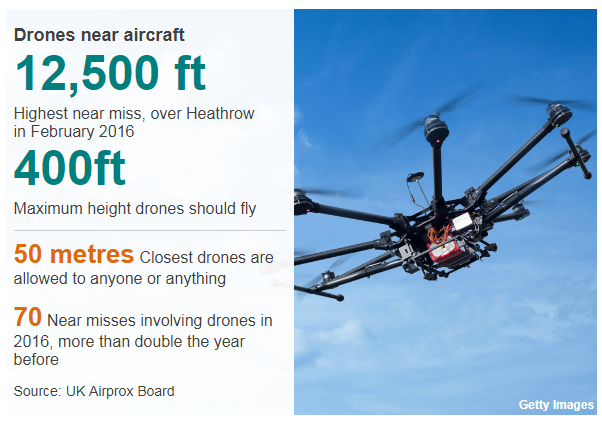 Drones near aircraft
12,500 ft
Highest near miss, over Heathrow
in February 2016
400ft
Maximum height drones should fly
50 metres Closest drones are
allowed to anyone or anything
70 Near misses involving drones in
2016, more than double the year
before
Source: UK Airprox Board
Getty Images